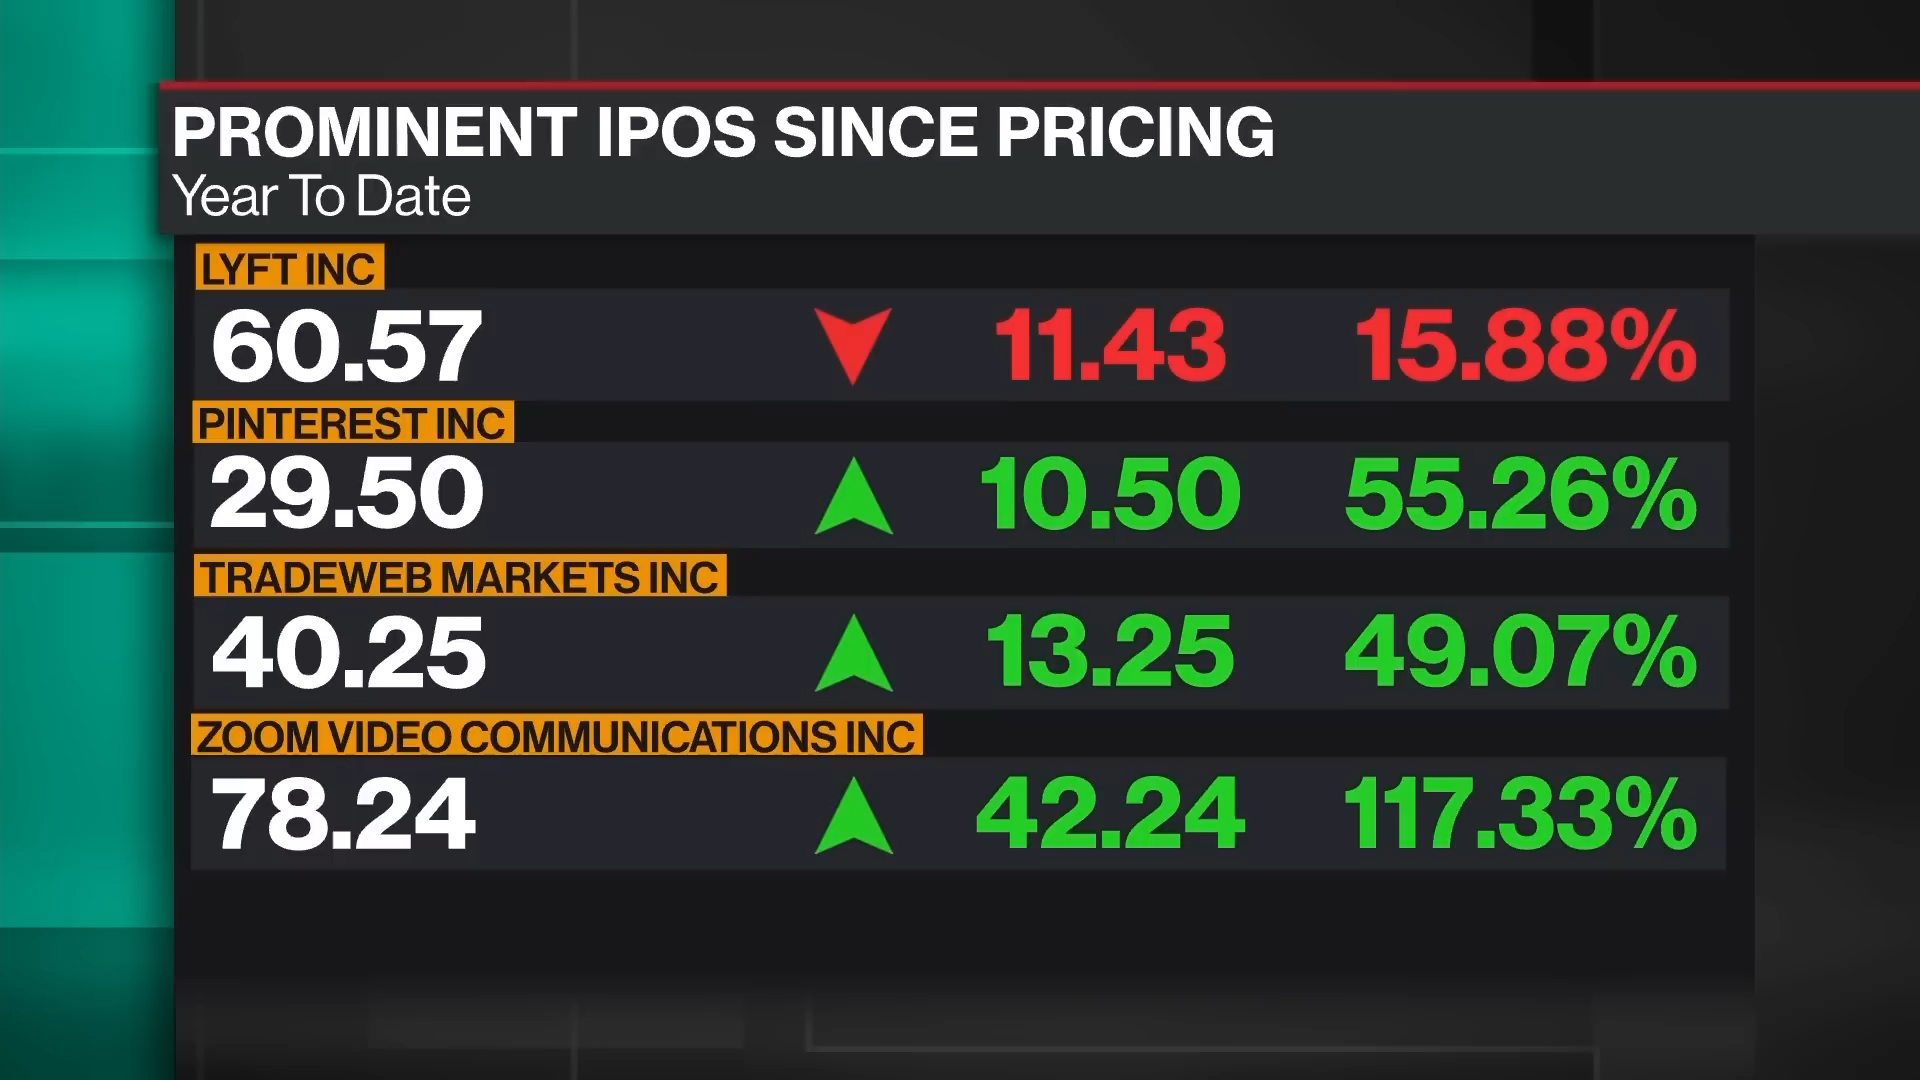 PROMINENT IPOS SINCE PRICING
Year To Date
LYFT INC
60.57 ▼ 11.43 15.88%
PINTEREST INC
29.50 ▲ 10.50 55.26%
TRADEWEB MARKETS INC
40.25 ▲ 13.25 49.07%
ZOOM VIDEO COMMUNICATIONS INC
78.24 ▲ 42.24 117.33%